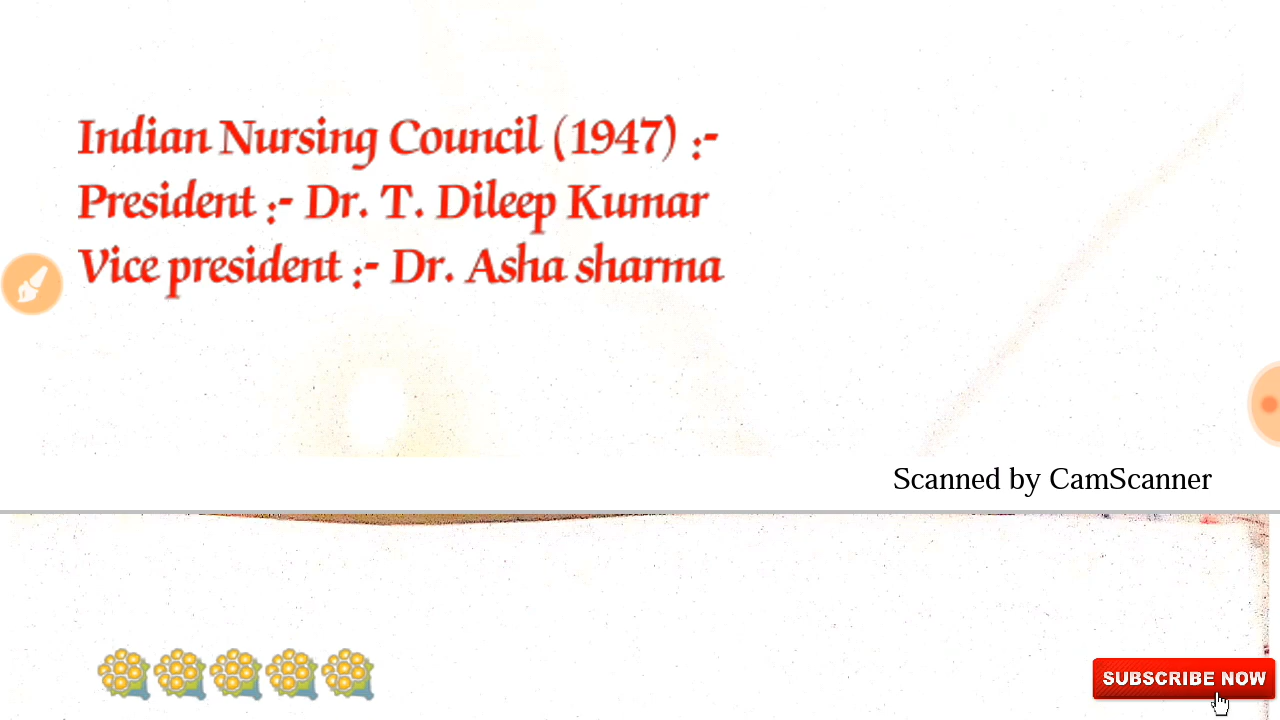 Indian Nursing Council (1947) :-
President :- Dr. T. Dileep Kumar
Vice president :- Dr. Asha sharma
Scanned by CamScanner
SUBSCRIBE NOW